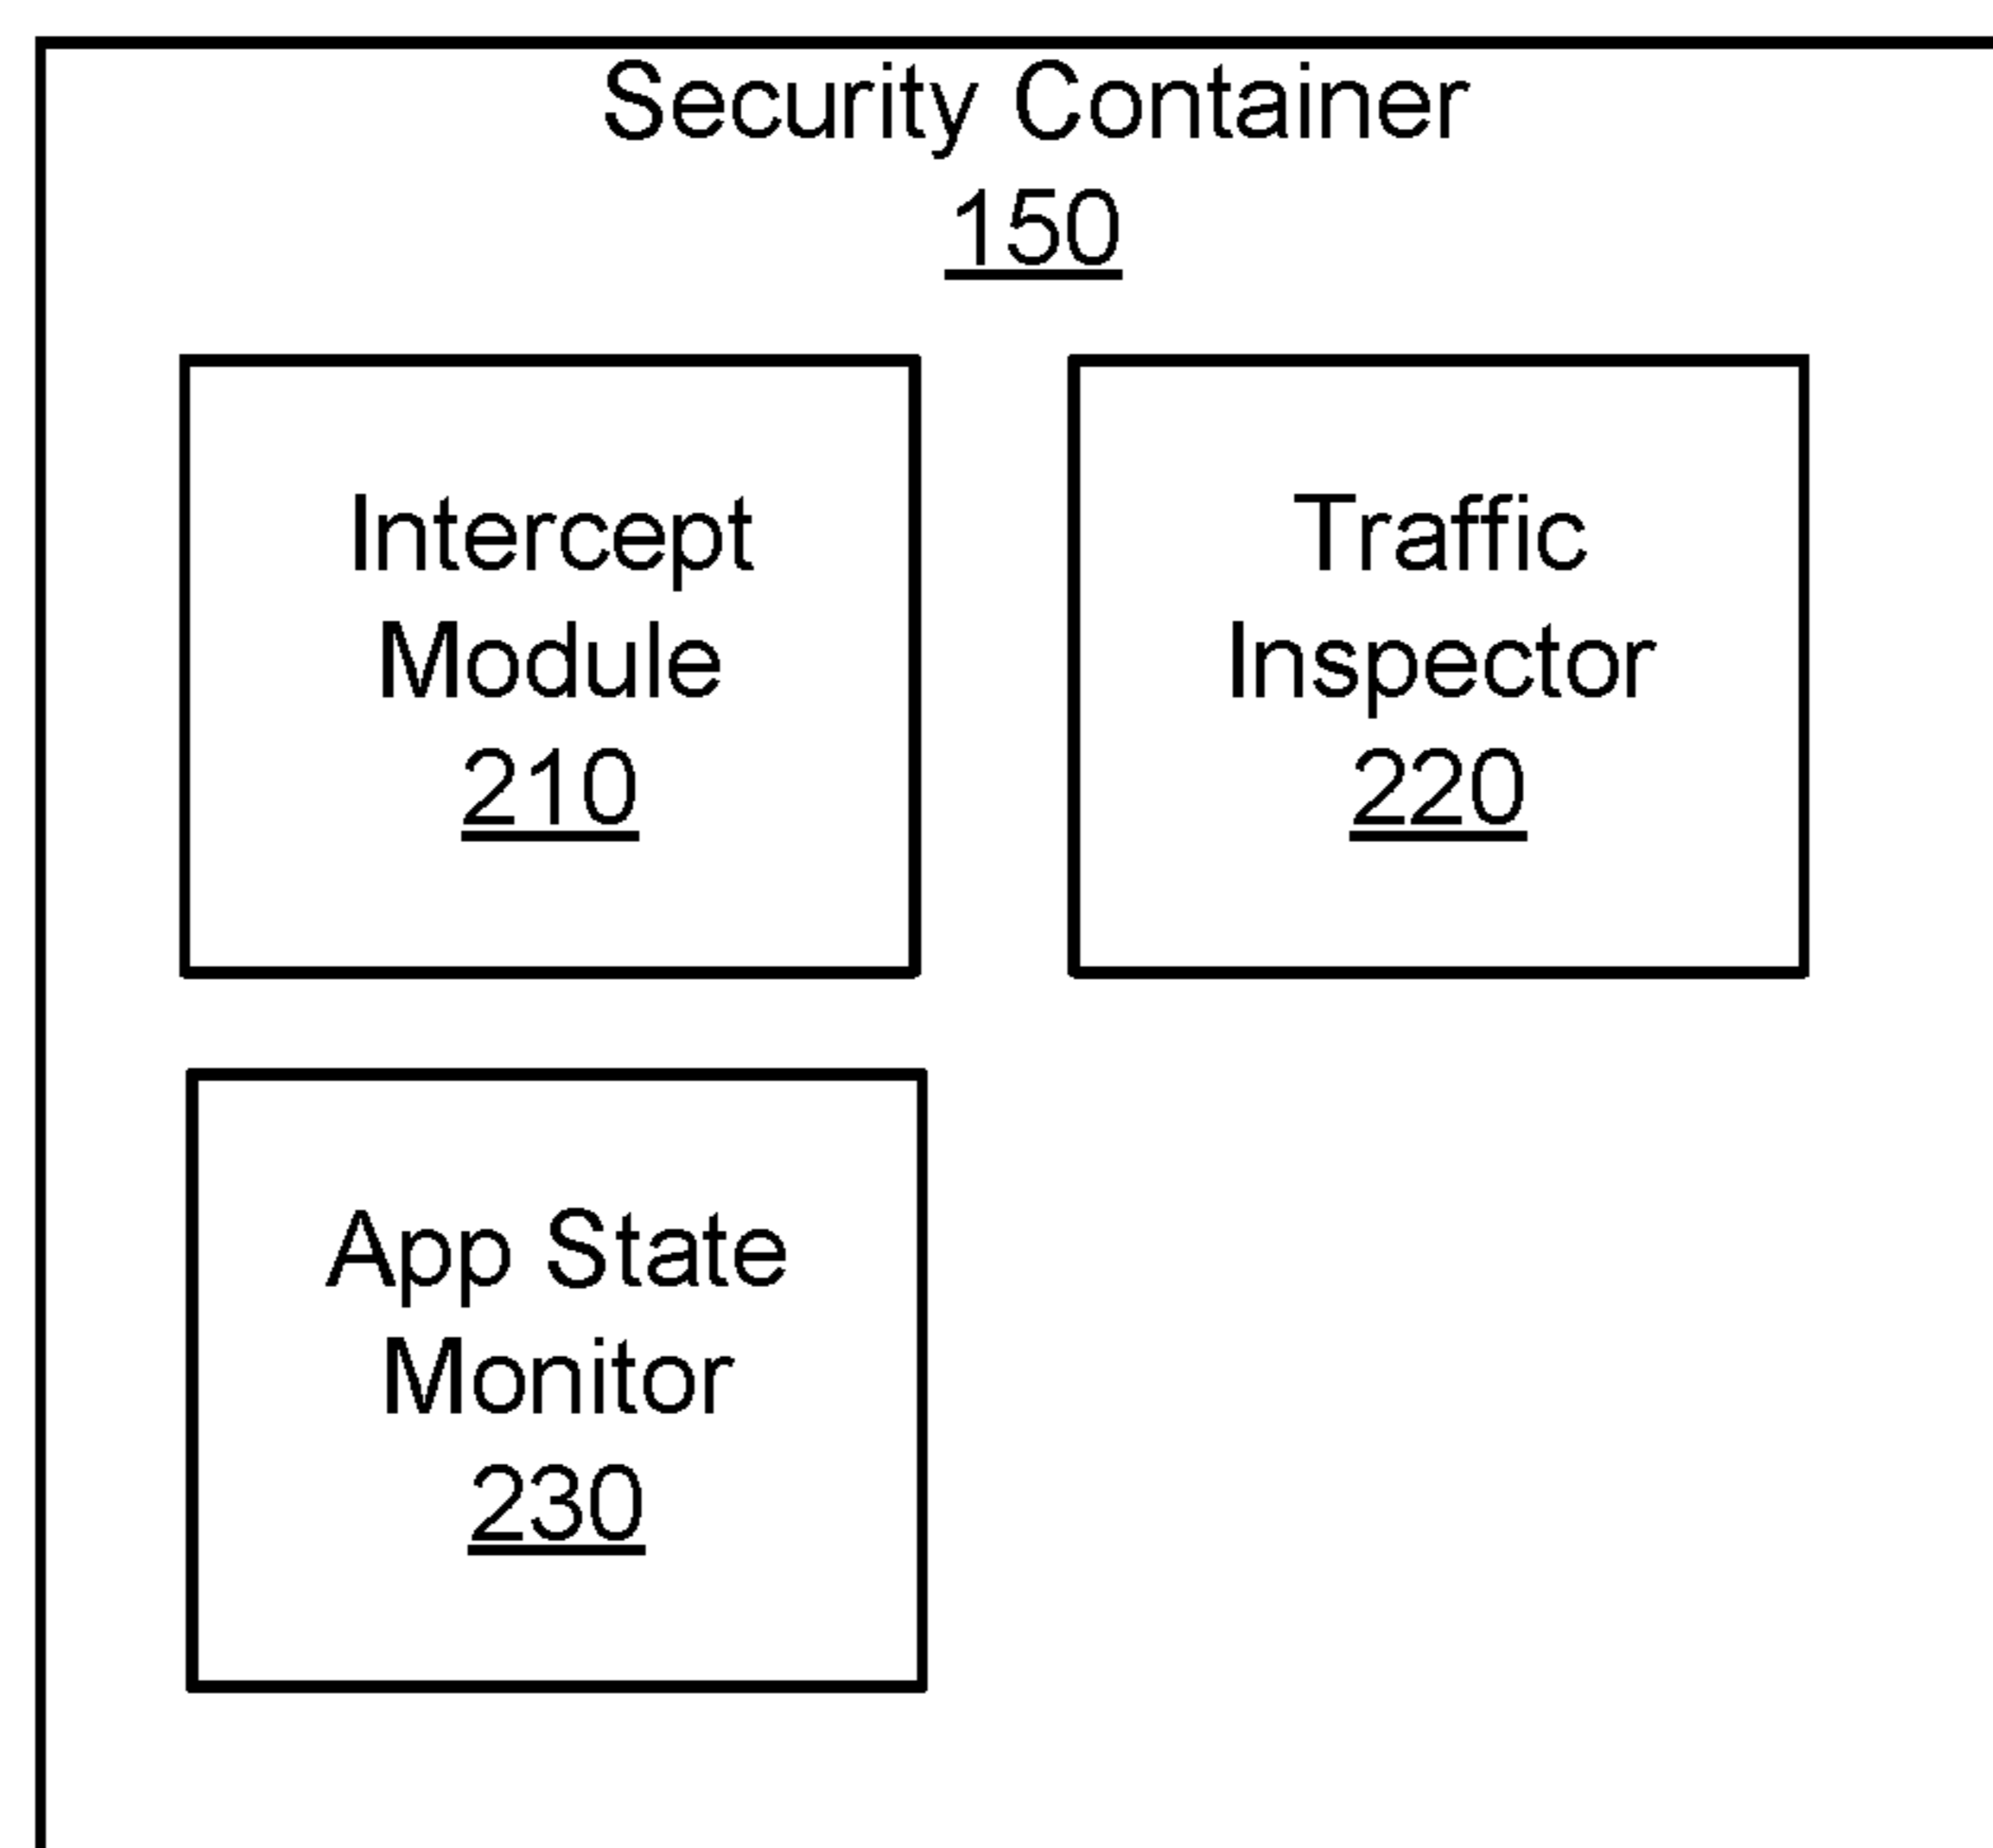 Security Container
150
Intercept
Module
210
Traffic
Inspector
220
App State
Monitor
230